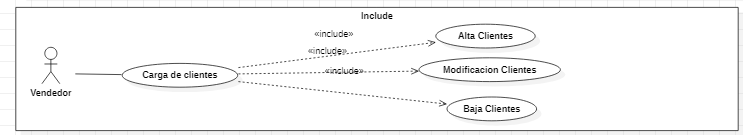 Include
«include»
Alta Clientes
«include»
«include»
Modificacion Clientes
Carga de clientes
Vendedor
Baja Clientes